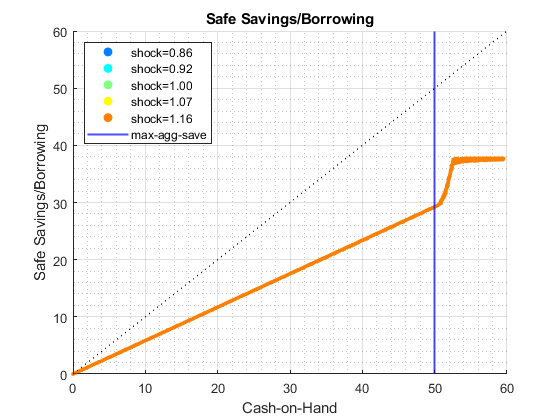 Safe Savings/Borrowing
60
50
40
30
20
10
0
Safe Savings/Borrowing
shock=0.86
shock=0.92
shock=1.00
shock=1.07
shock=1.16
max-agg-save
0 10 20 30 40 50 60
Cash-on-Hand